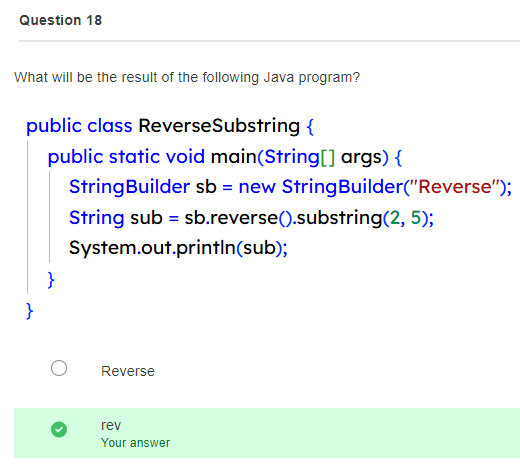 Question 18
What will be the result of the following Java program?
public class ReverseSubstring {
public static void main(String[] args) {
StringBuilder sb = new StringBuilder("Reverse");
String sub = sb.reverse().substring(2, 5);
System.out.println(sub);
}
}
Reverse
rev
Your answer